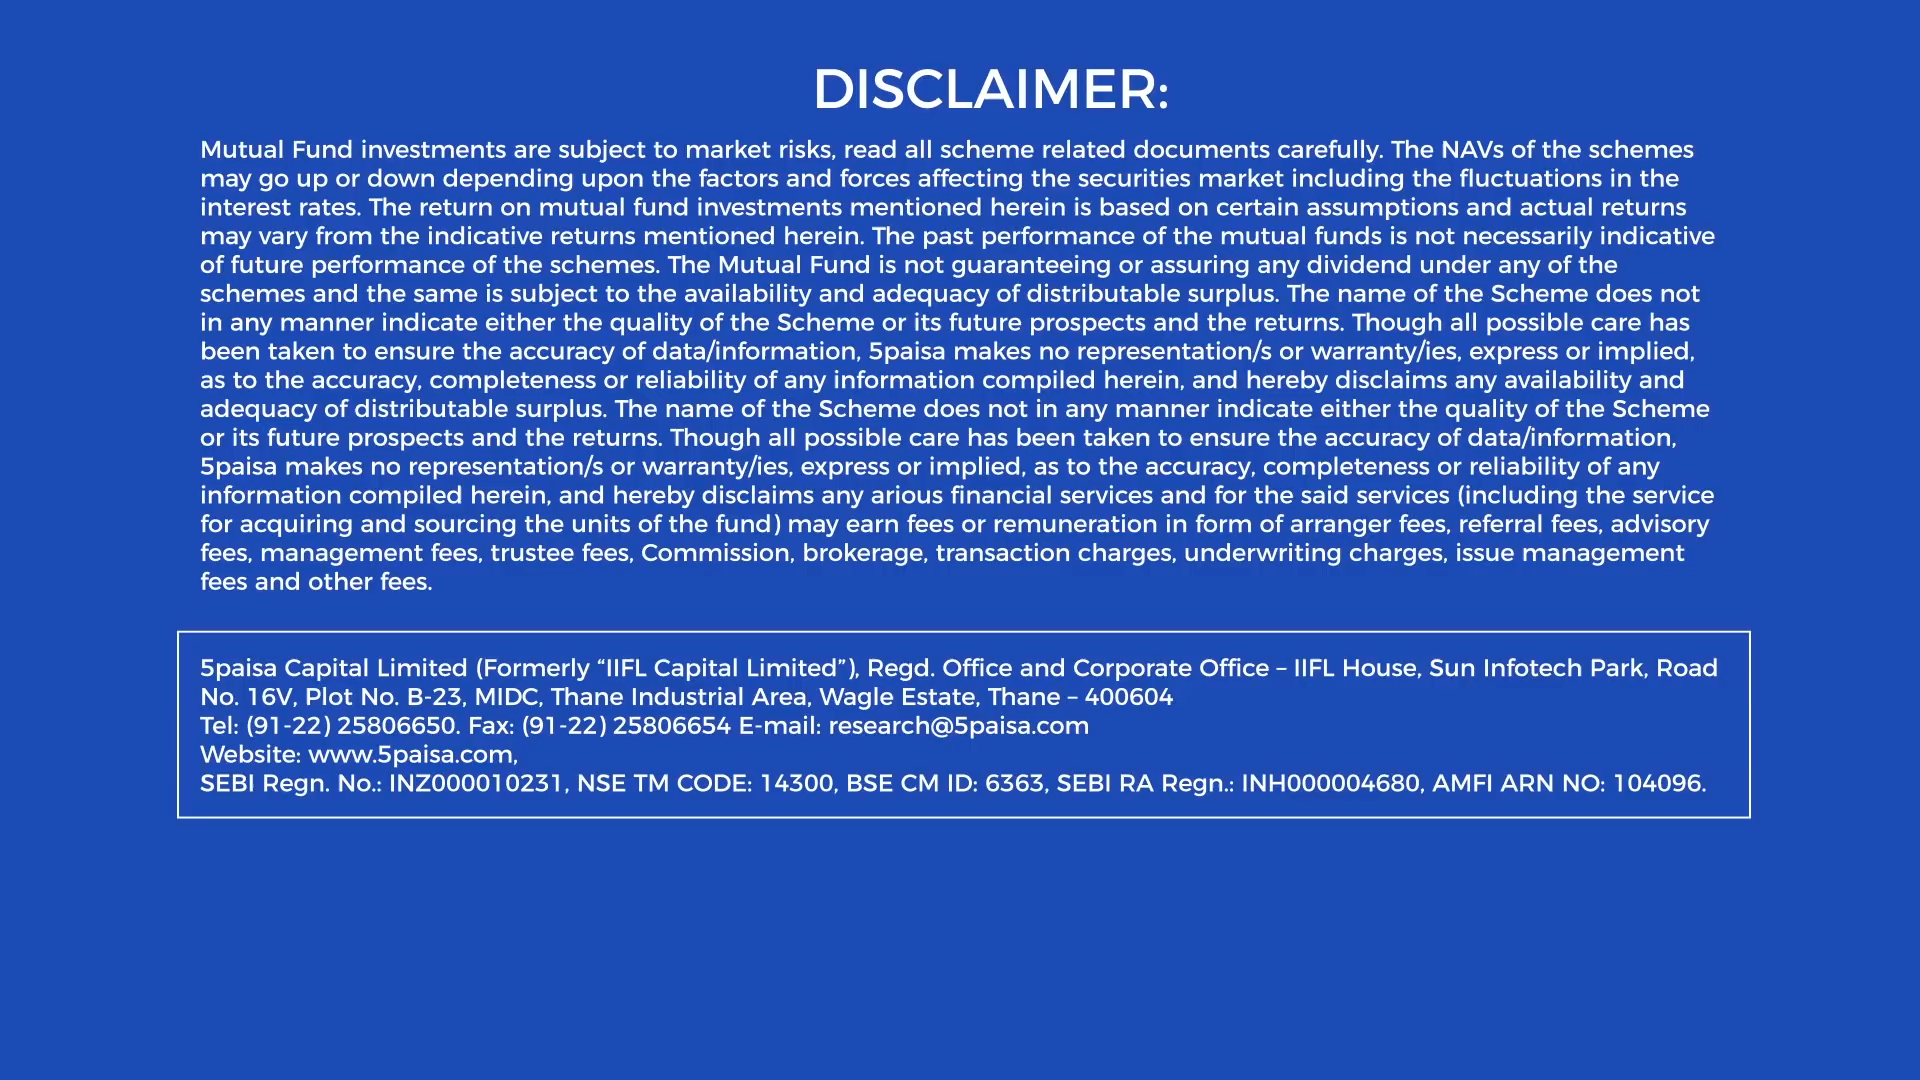 DISCLAIMER:
Mutual Fund investments are subject to market risks, read all scheme related documents carefully. The NAVs of the schemes
may go up or down depending upon the factors and forces affecting the securities market including the fluctuations in the
interest rates. The return on mutual fund investments mentioned herein is based on certain assumptions and actual returns
may vary from the indicative returns mentioned herein. The past performance of the mutual funds is not necessarily indicative
of future performance of the schemes. The Mutual Fund is not guaranteeing or assuring any dividend under any of the
schemes and the same is subject to the availability and adequacy of distributable surplus. The name of the Scheme does not
in any manner indicate either the quality of the Scheme or its future prospects and the returns. Though all possible care has
been taken to ensure the accuracy of data/information, 5paisa makes no representation/s or warranty/ies, express or implied,
as to the accuracy, completeness or reliability of any information compiled herein, and hereby disclaims any availability and
adequacy of distributable surplus. The name of the Scheme does not in any manner indicate either the quality of the Scheme
or its future prospects and the returns. Though all possible care has been taken to ensure the accuracy of data/information,
5paisa makes no representation/s or warranty/ies, express or implied, as to the accuracy, completeness or reliability of any
information compiled herein, and hereby disclaims any arious financial services and for the said services (including the service
for acquiring and sourcing the units of the fund) may earn fees or remuneration in form of arranger fees, referral fees, advisory
fees, management fees, trustee fees, Commission, brokerage, transaction charges, underwriting charges, issue management
fees and other fees.
5paisa Capital Limited (Formerly “IIFL Capital Limited”), Regd. Office and Corporate Office – IIFL House, Sun Infotech Park, Road
No. 16V, Plot No. B-23, MIDC, Thane Industrial Area, Wagle Estate, Thane – 400604
Tel: (91-22) 25806650. Fax: (91-22) 25806654 E-mail: research@5paisa.com
Website: www.5paisa.com,
SEBI Regn. No.: INZ000010231, NSE TM CODE: 14300, BSE CM ID: 6363, SEBI RA Regn.: INH000004680, AMFI ARN NO: 104096.